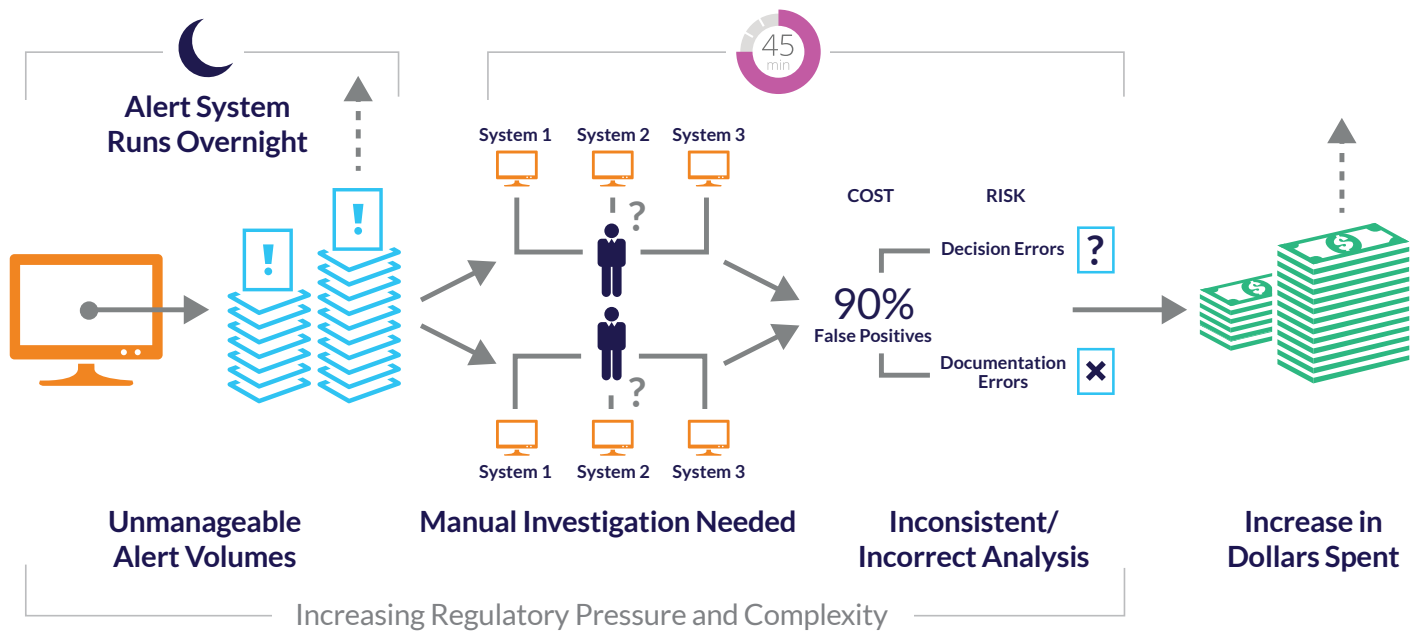 45
min
Alert System
Runs Overnight
System 1
System 2
System 3
!
!
?
COST
RISK
Decision Errors
?
90%
False Positives
Documentation
Errors
?
System 1
System 2
System 3
Unmanageable
Alert Volumes
Manual Investigation Needed
Inconsistent/
Incorrect Analysis
Increase in
Dollars Spent
Increasing Regulatory Pressure and Complexity
$
$